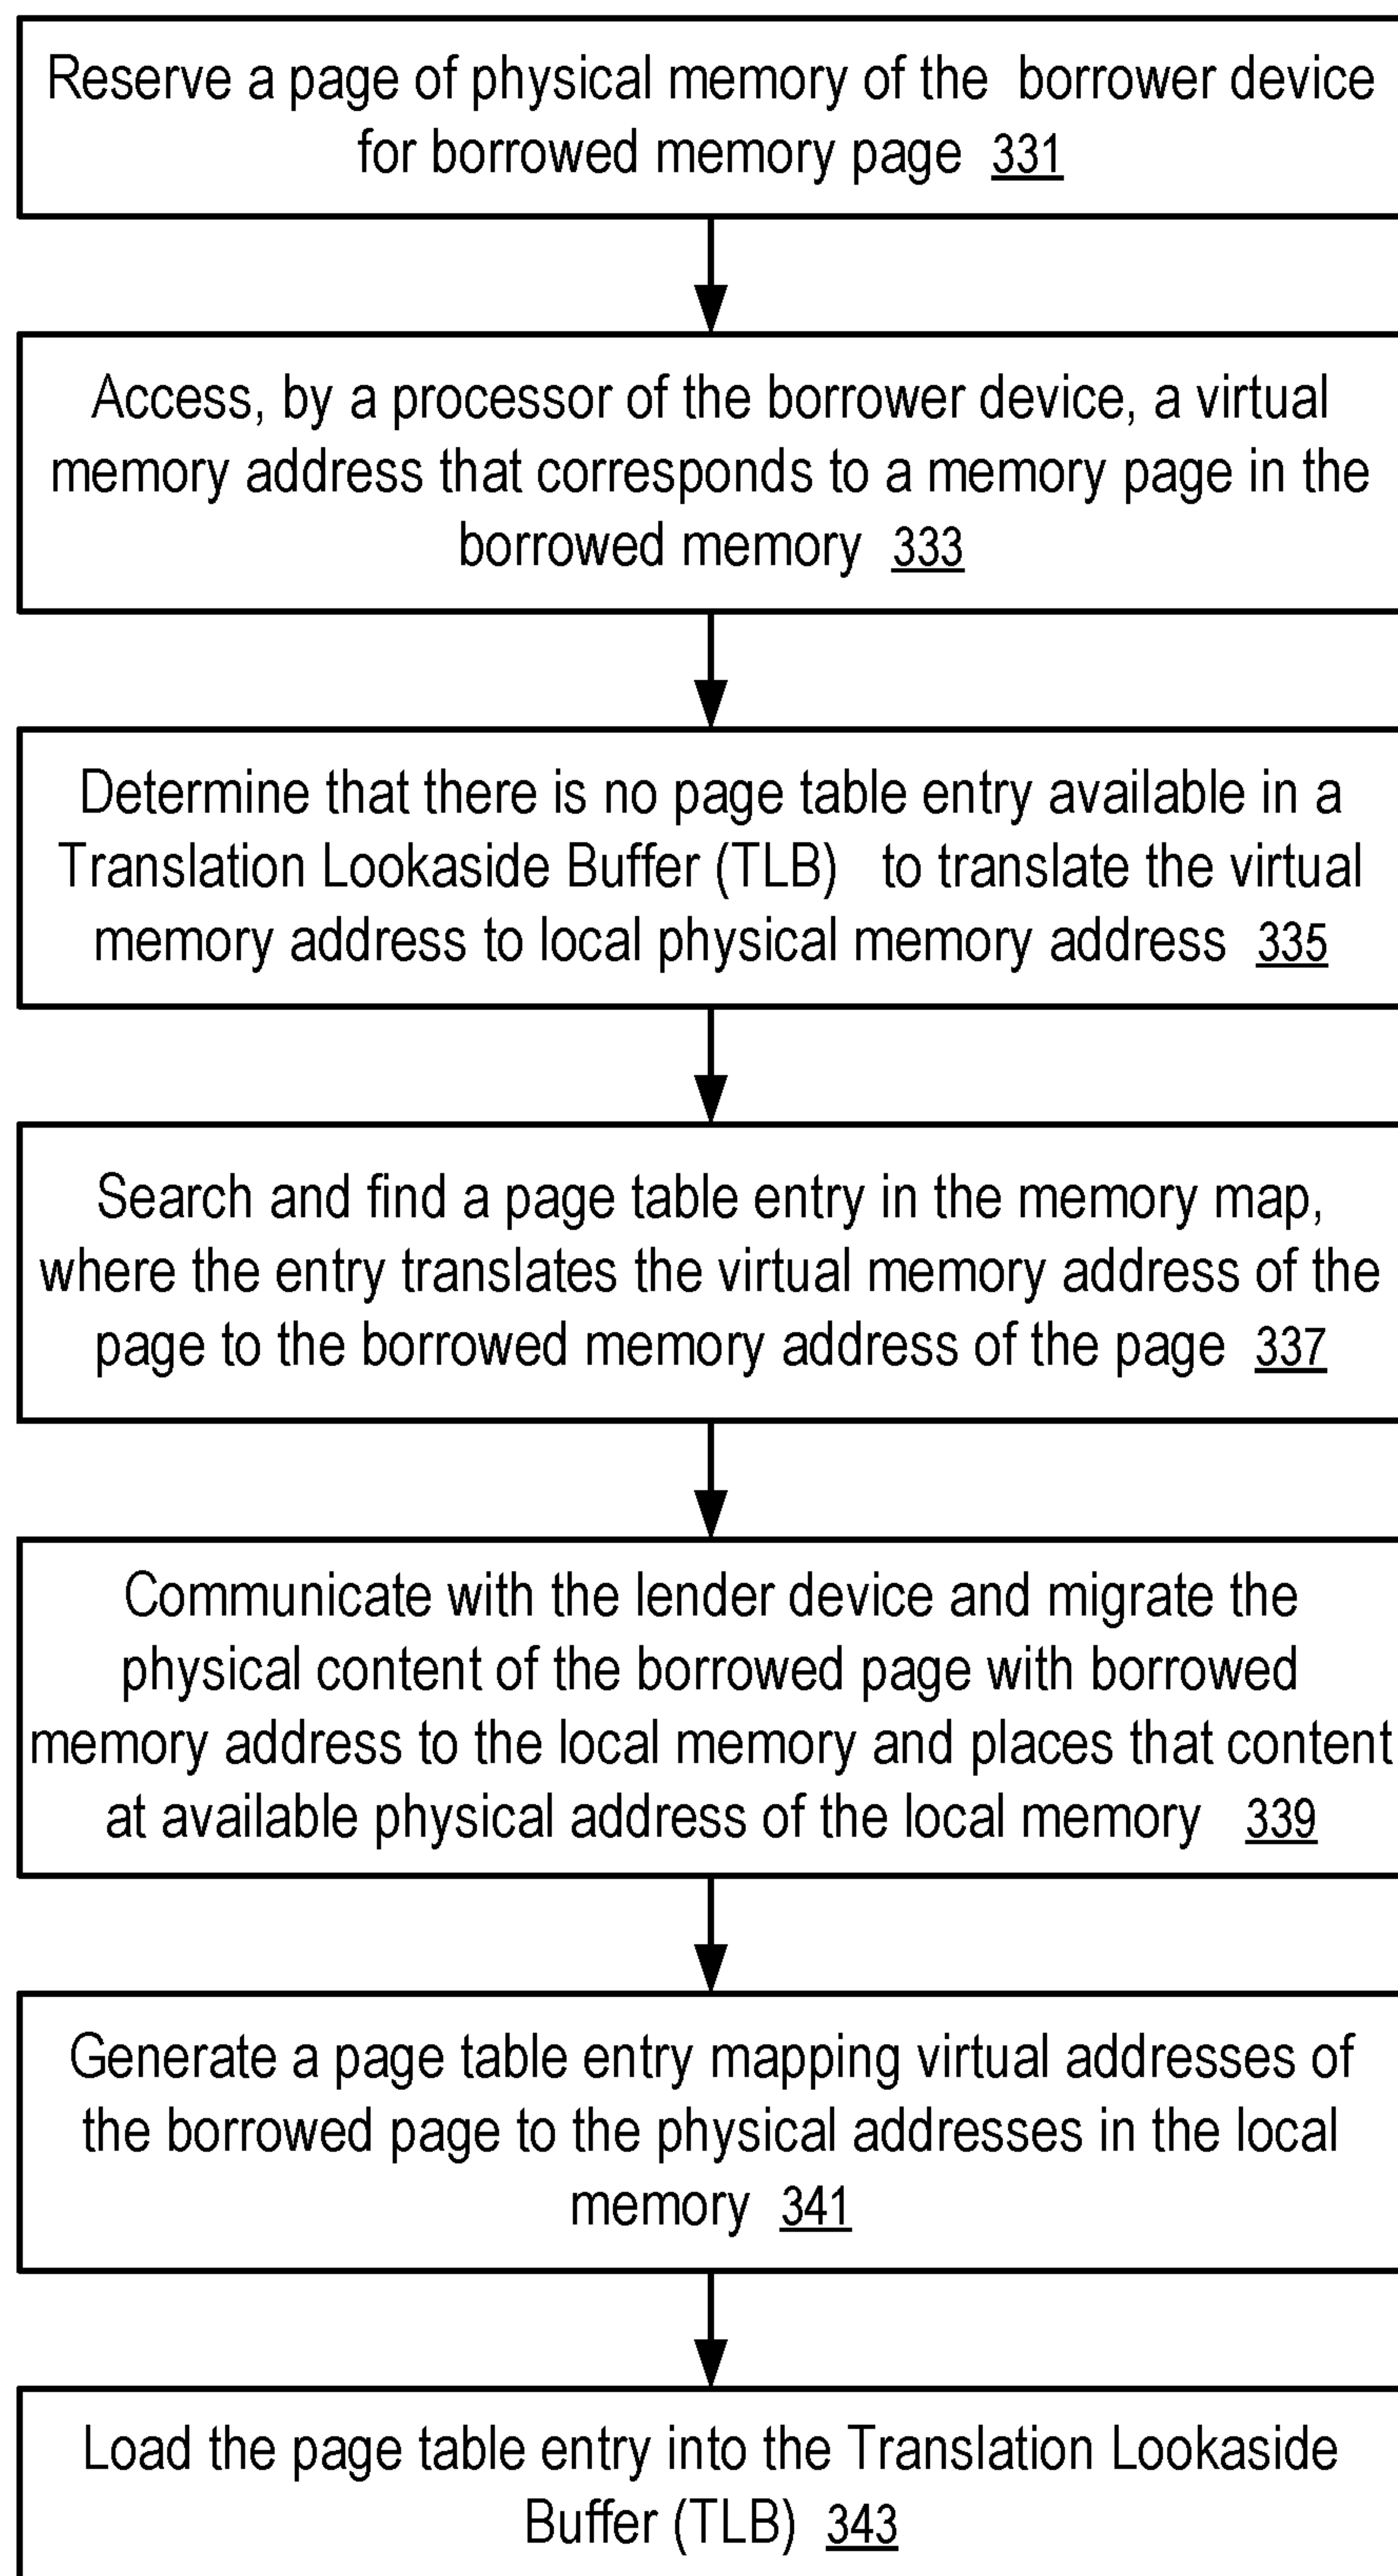 Reserve a page of physical memory of the borrower device
for borrowed memory page 331
Access, by a processor of the borrower device, a virtual
memory address that corresponds to a memory page in the
borrowed memory 333
Determine that there is no page table entry available in a
Translation Lookaside Buffer (TLB) to translate the virtual
memory address to local physical memory address 335
Search and find a page table entry in the memory map,
where the entry translates the virtual memory address of the
page to the borrowed memory address of the page 337
Communicate with the lender device and migrate the
physical content of the borrowed page with borrowed
memory address to the local memory and places that content
at available physical address of the local memory 339
Generate a page table entry mapping virtual addresses of
the borrowed page to the physical addresses in the local
memory 341
Load the page table entry into the Translation Lookaside
Buffer (TLB) 343